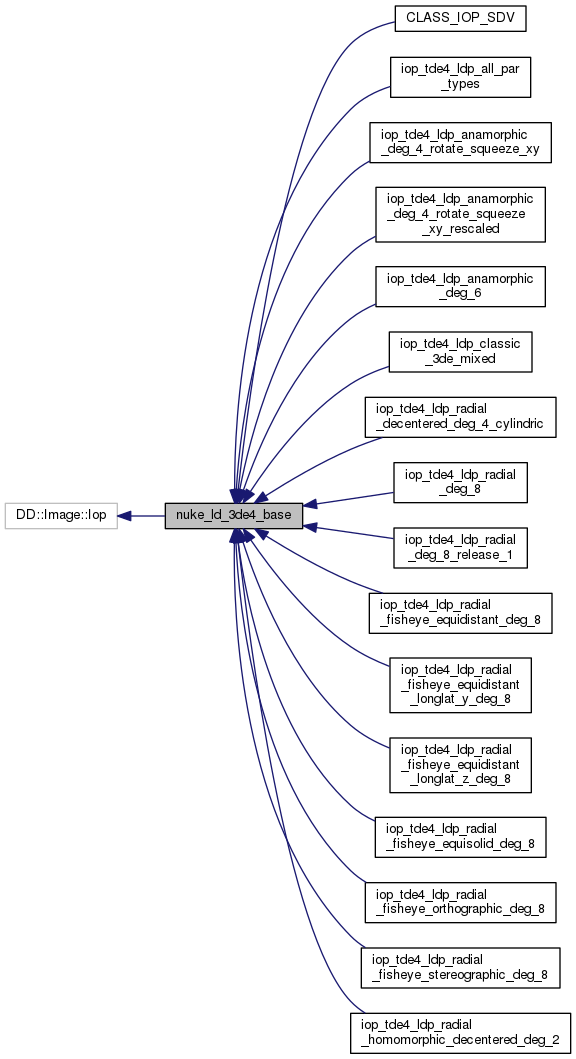 CLASS_IOP_SDV
iop_tde4_ldp_all_par
_types
iop_tde4_ldp_anamorphic
_deg_4_rotate_squeeze_xy
iop_tde4_ldp_anamorphic
_deg_4_rotate_squeeze
_xy_rescaled
iop_tde4_ldp_anamorphic
_deg_6
iop_tde4_ldp_classic
_3de_mixed
iop_tde4_ldp_radial
_decentered_deg_4_cylindric
iop_tde4_ldp_radial
_deg_8
DD::Image::Iop
nuke_ld_3de4_base
iop_tde4_ldp_radial
_deg_8_release_1
iop_tde4_ldp_radial
_fisheye_equidistant_deg_8
iop_tde4_ldp_radial
_fisheye_equidistant
_longlat_y_deg_8
iop_tde4_ldp_radial
_fisheye_equidistant
_longlat_z_deg_8
iop_tde4_ldp_radial
_fisheye_equisolid_deg_8
iop_tde4_ldp_radial
_fisheye_orthographic_deg_8
iop_tde4_ldp_radial
_fisheye_stereographic_deg_8
iop_tde4_ldp_radial
_homomorphic_decentered_deg_2